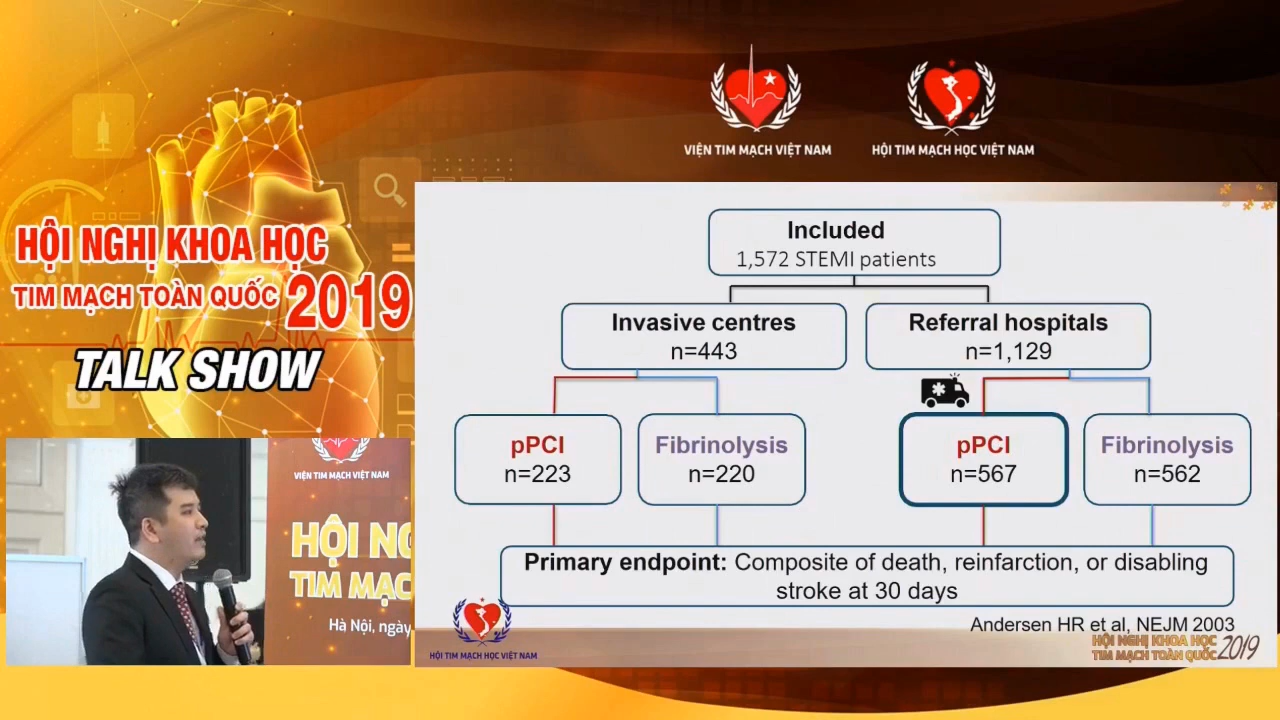 VIỆN TIM MẠCH VIỆT NAM
HỘI TIM MẠCH HỌC VIỆT NAM
HỘI NGHỊ KHOA HỌC
TIM MẠCH TOÀN QUỐC 2019
TALK SHOW
Included
1,572 STEMI patients
Invasive centres
n=443
Referral hospitals
n=1,129
pPCI
n=223
Fibrinolysis
n=220
pPCI
n=567
Fibrinolysis
n=562
Primary endpoint: Composite of death, reinfarction, or disabling
stroke at 30 days
Andersen HR et al, NEJM 2003
HỘI TIM MẠCH HỌC VIỆT NAM
HỘI NGHỊ KHOA HỌC
TIM MẠCH TOÀN QUỐC 2019
VIỆN TIM MẠCH VIỆT NAM
HỘI NG
TIM MẠC
Hà Nội, ngày